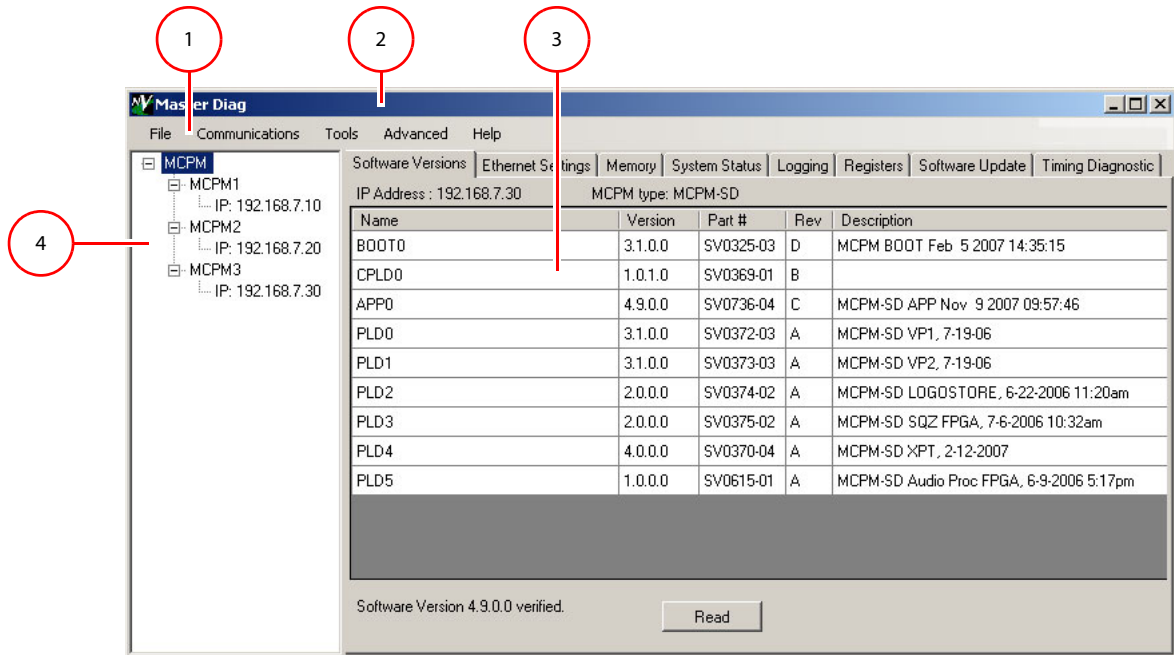 1 2 3
Master Diag
File Communications Tools Advanced Help
MCPM
MCPM1
IP: 192.168.7.10
MCPM2
IP: 192.168.7.20
MCPM3
IP: 192.168.7.30
4
Software Versions Ethernet Settings Memory System Status Logging Registers Software Update Timing Diagnostic
IP Address : 192.168.7.30 MCPM type: MCPM-SD
Name Version Part # Rev Description
BOOT0 3.1.0.0 SV0325-03 D MCPM BOOT Feb 5 2007 14:35:15
CPLD0 1.0.1.0 SV0369-01 B
APP0 4.9.0.0 SV0736-04 C MCPM-SD APP Nov 9 2007 09:57:46
PLD0 3.1.0.0 SV0372-03 A MCPM-SD VP1, 7-19-06
PLD1 3.1.0.0 SV0373-03 A MCPM-SD VP2, 7-19-06
PLD2 2.0.0.0 SV0374-02 A MCPM-SD LOGOSTORE, 6-22-2006 11:20am
PLD3 2.0.0.0 SV0375-02 A MCPM-SD SQZ FPGA, 7-6-2006 10:32am
PLD4 4.0.0.0 SV0370-04 A MCPM-SD XPT, 2-12-2007
PLD5 1.0.0.0 SV0615-01 A MCPM-SD Audio Proc FPGA, 6-9-2006 5:17pm
Software Version 4.9.0.0 verified.
Read